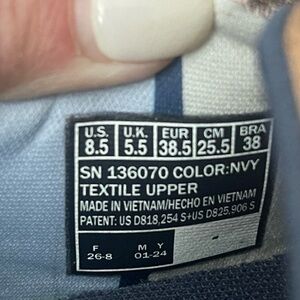 U.S. U.K. EUR CM BRA
8.5 5.5 38.5 25.5 38
SN 136070 COLOR:NVY
TEXTILE UPPER
MADE IN VIETNAM/HECHO EN VIETNAM
PATENT: US D818,254 S+US D825,906 S
F M Y
26-8 01-24 -